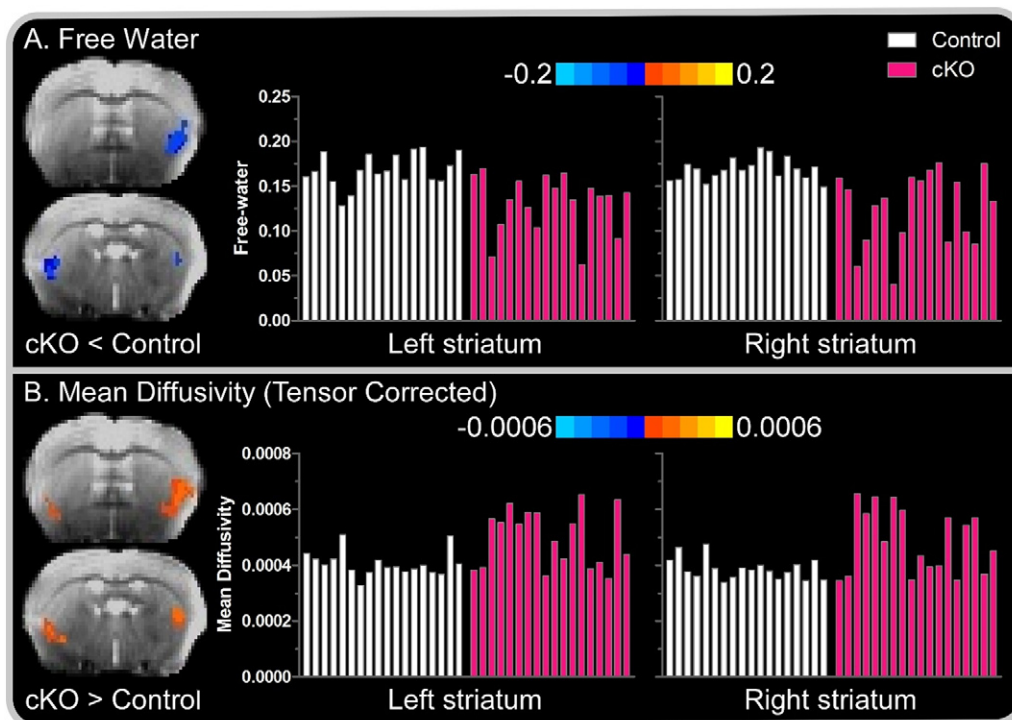 A. Free Water
Control
cKO
-0.2 0.2
0.25
0.20
0.15
0.10
0.05
0.00
Free-water
cKO < Control
Left striatum
Right striatum
B. Mean Diffusivity (Tensor Corrected)
-0.0006 0.0006
0.0008
0.0006
0.0004
0.0002
0.0000
Mean Diffusivity
cKO > Control
Left striatum
Right striatum